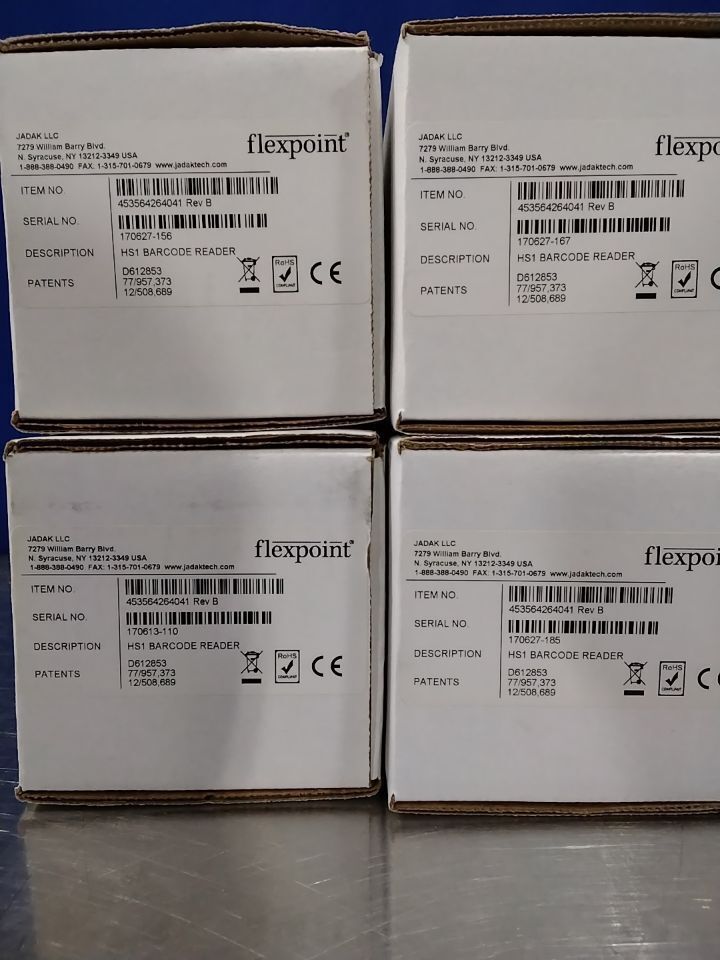 JADAK LLC
7279 William Barry Blvd.
N. Syracuse, NY 13212-3349 USA
1-888-388-0490 FAX: 1-315-701-0679 www.jadaktech.com
flexpoint®
ITEM NO.
453564264041 Rev B
SERIAL NO.
170627-156
DESCRIPTION HS1 BARCODE READER
PATENTS
D612853
77/957,373
12/508,689
RoHS
COMPLIANT
CE
JADAK LLC
7279 William Barry Blvd.
N. Syracuse, NY 13212-3349 USA
1-888-388-0490 FAX: 1-315-701-0679 www.jadaktech.com
flexpo
ITEM NO.
453564264041 Rev B
SERIAL NO.
170627-167
DESCRIPTION HS1 BARCODE READER
PATENTS
D612853
77/957,373
12/508,689
RoHS
COMPLIANT
JADAK LLC
7279 William Barry Blvd.
N. Syracuse, NY 13212-3349 USA
1-888-388-0490 FAX: 1-315-701-0679 www.jadaktech.com
flexpoint®
ITEM NO.
453564264041 Rev B
SERIAL NO.
170613-110
DESCRIPTION HS1 BARCODE READER
PATENTS
D612853
77/957,373
12/508,689
RoHS
COMPLIANT
CE
JADAK LLC
7279 William Barry Blvd.
N. Syracuse, NY 13212-3349 USA
1-888-388-0490 FAX: 1-315-701-0679 www.jadaktech.com
flexpoi
ITEM NO.
453564264041 Rev B
SERIAL NO.
170627-185
DESCRIPTION HS1 BARCODE READER
PATENTS
D612853
77/957,373
12/508,689
RoHS
COMPLIANT